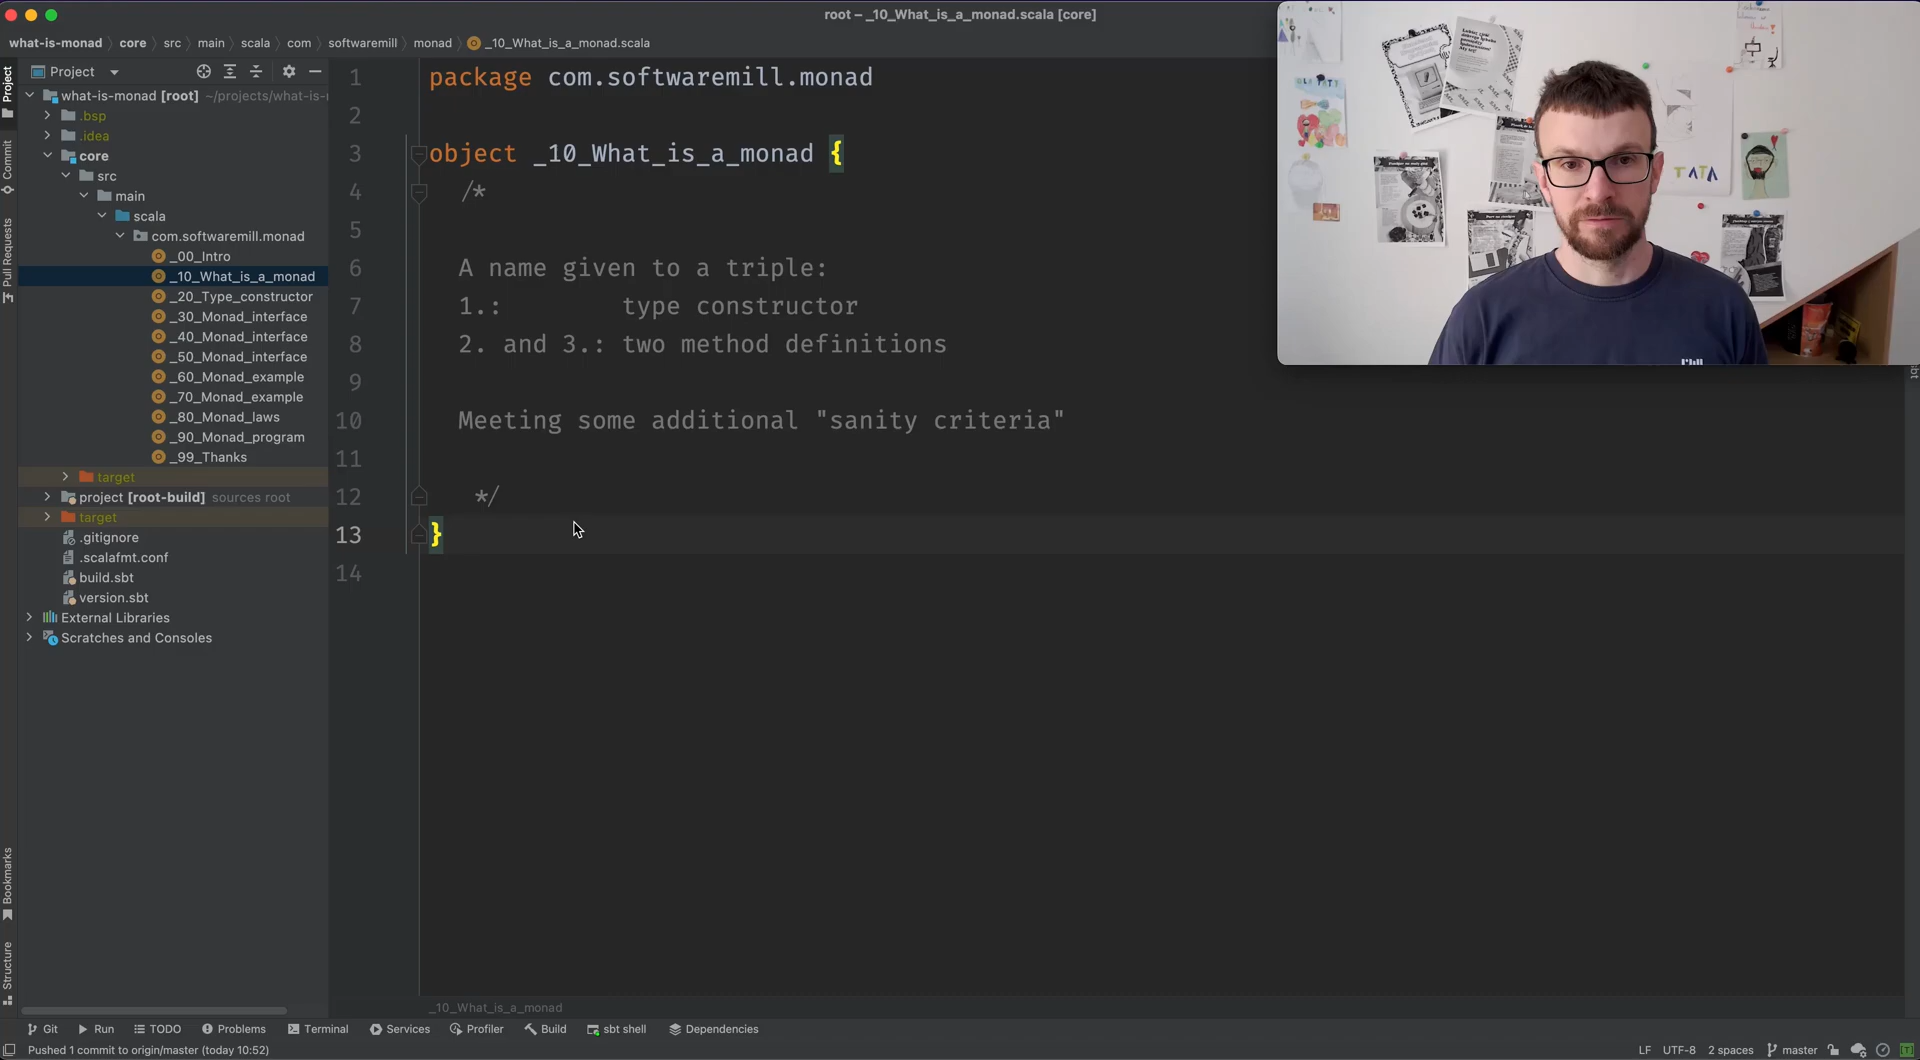 root – _10_What_is_a_monad.scala [core]
what-is-monad core src main scala com softwaremill monad _10_What_is_a_monad.scala
Project
Project
Commit
Pull Requests
what-is-monad [root] ~/projects/what-is-
.bsp
.idea
core
src
main
scala
com.softwaremill.monad
_00_Intro
_10_What_is_a_monad
_20_Type_constructor
_30_Monad_interface
_40_Monad_interface
_50_Monad_interface
_60_Monad_example
_70_Monad_example
_80_Monad_laws
_90_Monad_program
_99_Thanks
target
project [root-build] sources root
target
.gitignore
.scalafmt.conf
build.sbt
version.sbt
External Libraries
Scratches and Consoles
Bookmarks
Structure
1 package com.softwaremill.monad
2
3 object _10_What_is_a_monad {
4 /*
5
6 A name given to a triple:
7 1.: type constructor
8 2. and 3.: two method definitions
9
10 Meeting some additional "sanity criteria"
11
12 */
13 }
14
TATA
sbt
_10_What_is_a_monad
Git Run TODO Problems Terminal Services Profiler Build sbt shell Dependencies
Pushed 1 commit to origin/master (today 10:52)
LF UTF-8 2 spaces master